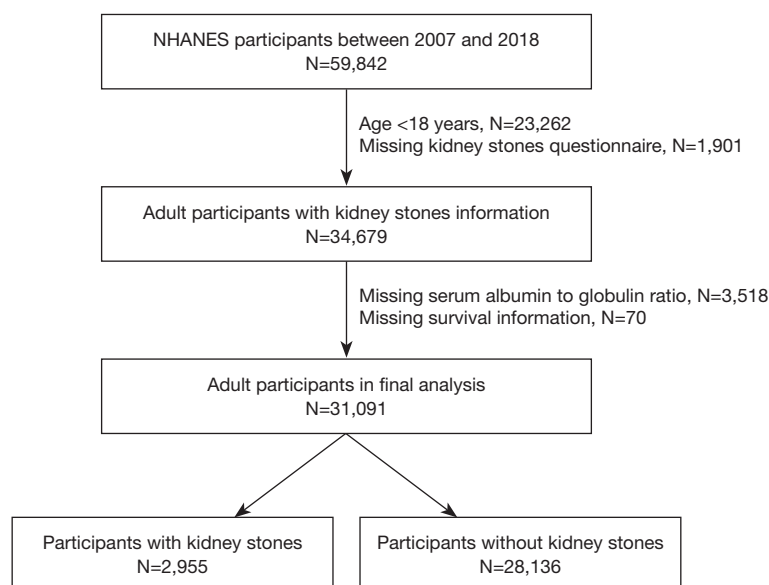 NHANES participants between 2007 and 2018
N=59,842
Age <18 years, N=23,262
Missing kidney stones questionnaire, N=1,901
Adult participants with kidney stones information
N=34,679
Missing serum albumin to globulin ratio, N=3,518
Missing survival information, N=70
Adult participants in final analysis
N=31,091
Participants with kidney stones
N=2,955
Participants without kidney stones
N=28,136